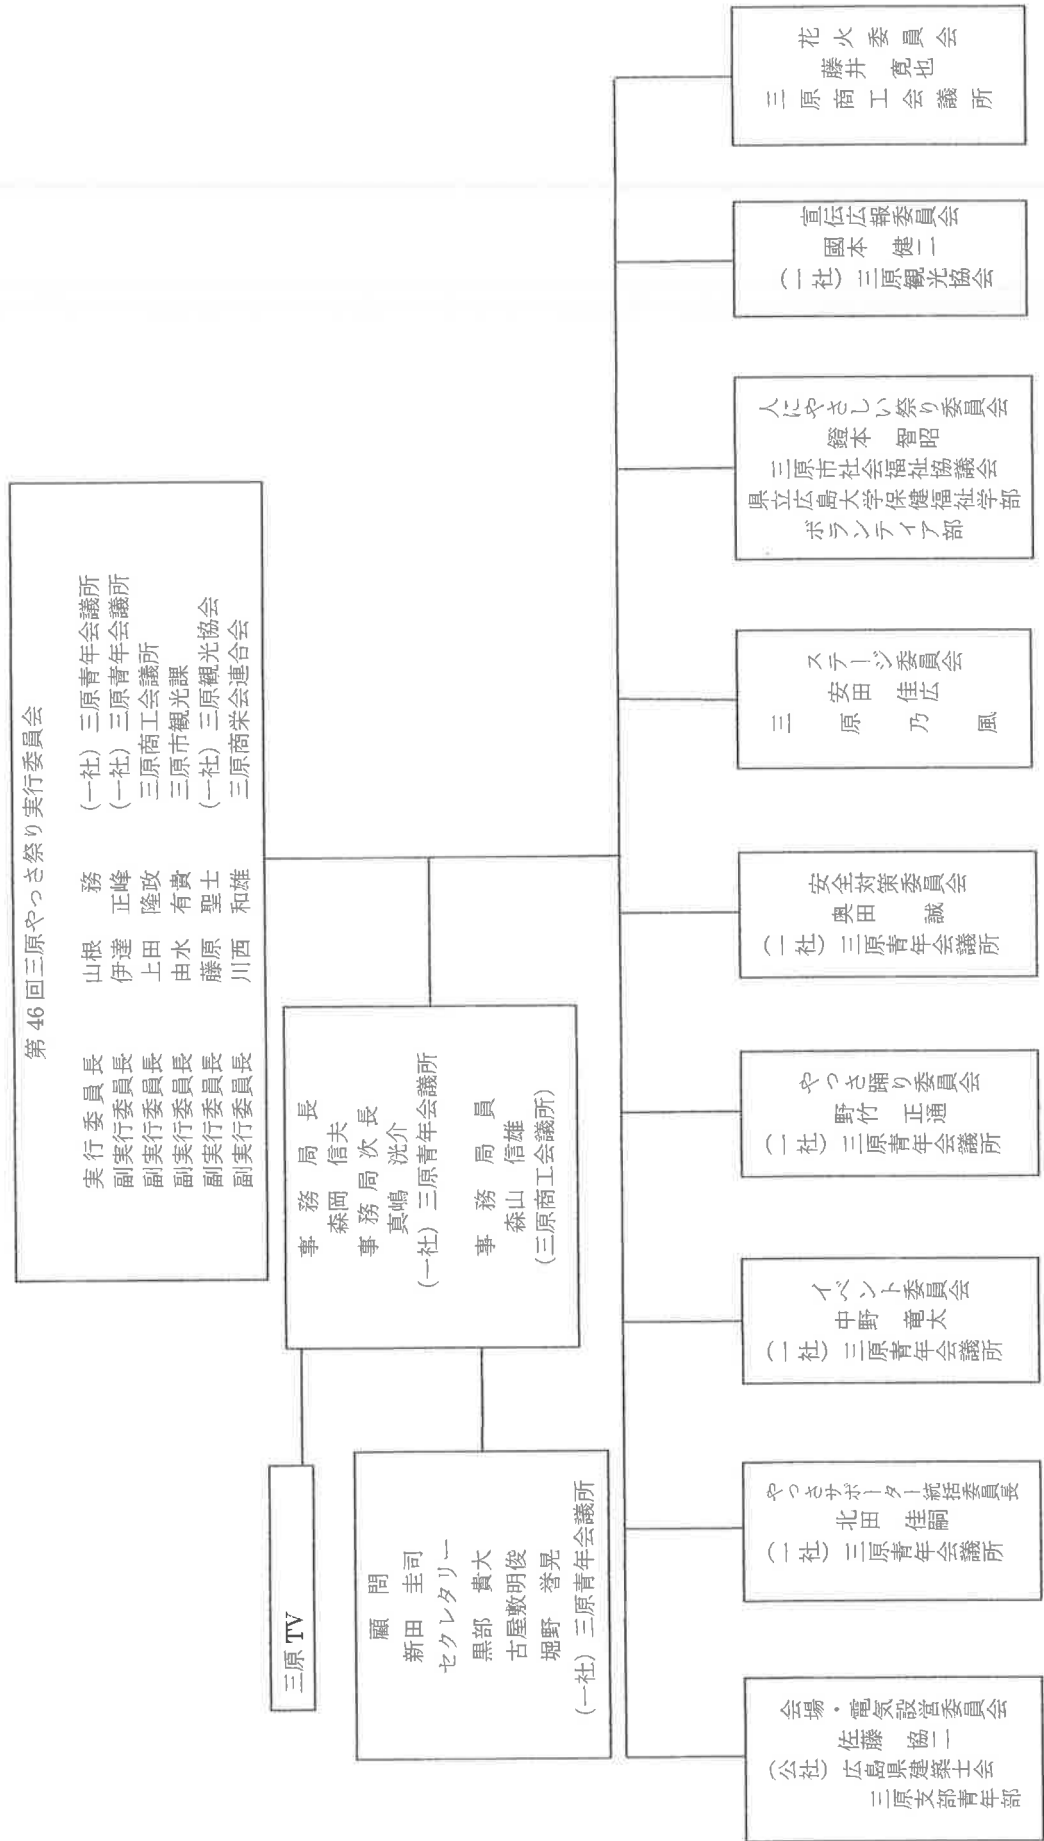 第46回三原やっさ祭り実行委員会
実行委員長 山根 務 (一社) 三原青年会議所
副実行委員長 伊達 正峰 (一社) 三原青年会議所
副実行委員長 上田 隆政 三原商工会議所
副実行委員長 由水 有貴 三原市観光課
副実行委員長 藤原 聖士 (一社) 三原観光協会
副実行委員長 川西 和雄 三原商栄会連合会
事務局長
森岡 信夫
事務局次長
真嶋 洸介
(一社) 三原青年会議所
事務局員
森山 信雄
(三原商工会議所)
三原TV
顧問
新田 圭司
セクレタリー
黒部 貴大
古屋敷明俊
堀野 誉晃
(一社) 三原青年会議所
会場・電気設営委員会
佐藤 協二
(公社) 広島県建築士会
三原支部青年部
やっさサポーター統括委員長
北田 佳嗣
(一社) 三原青年会議所
イベント委員会
中野 竜太
(一社) 三原青年会議所
やっさ踊り委員会
野竹 正通
(一社) 三原青年会議所
安全対策委員会
奥田 誠
(一社) 三原青年会議所
ステージ委員会
安田 佳広
三原乃風
人にやさしい祭り委員会
鐙本 智昭
三原市社会福祉協議会
県立広島大学保健福祉学部
ボランティア部
宣伝広報委員会
國本 健二
(一社) 三原観光協会
花火委員会
藤井 寛也
三原商工会議所